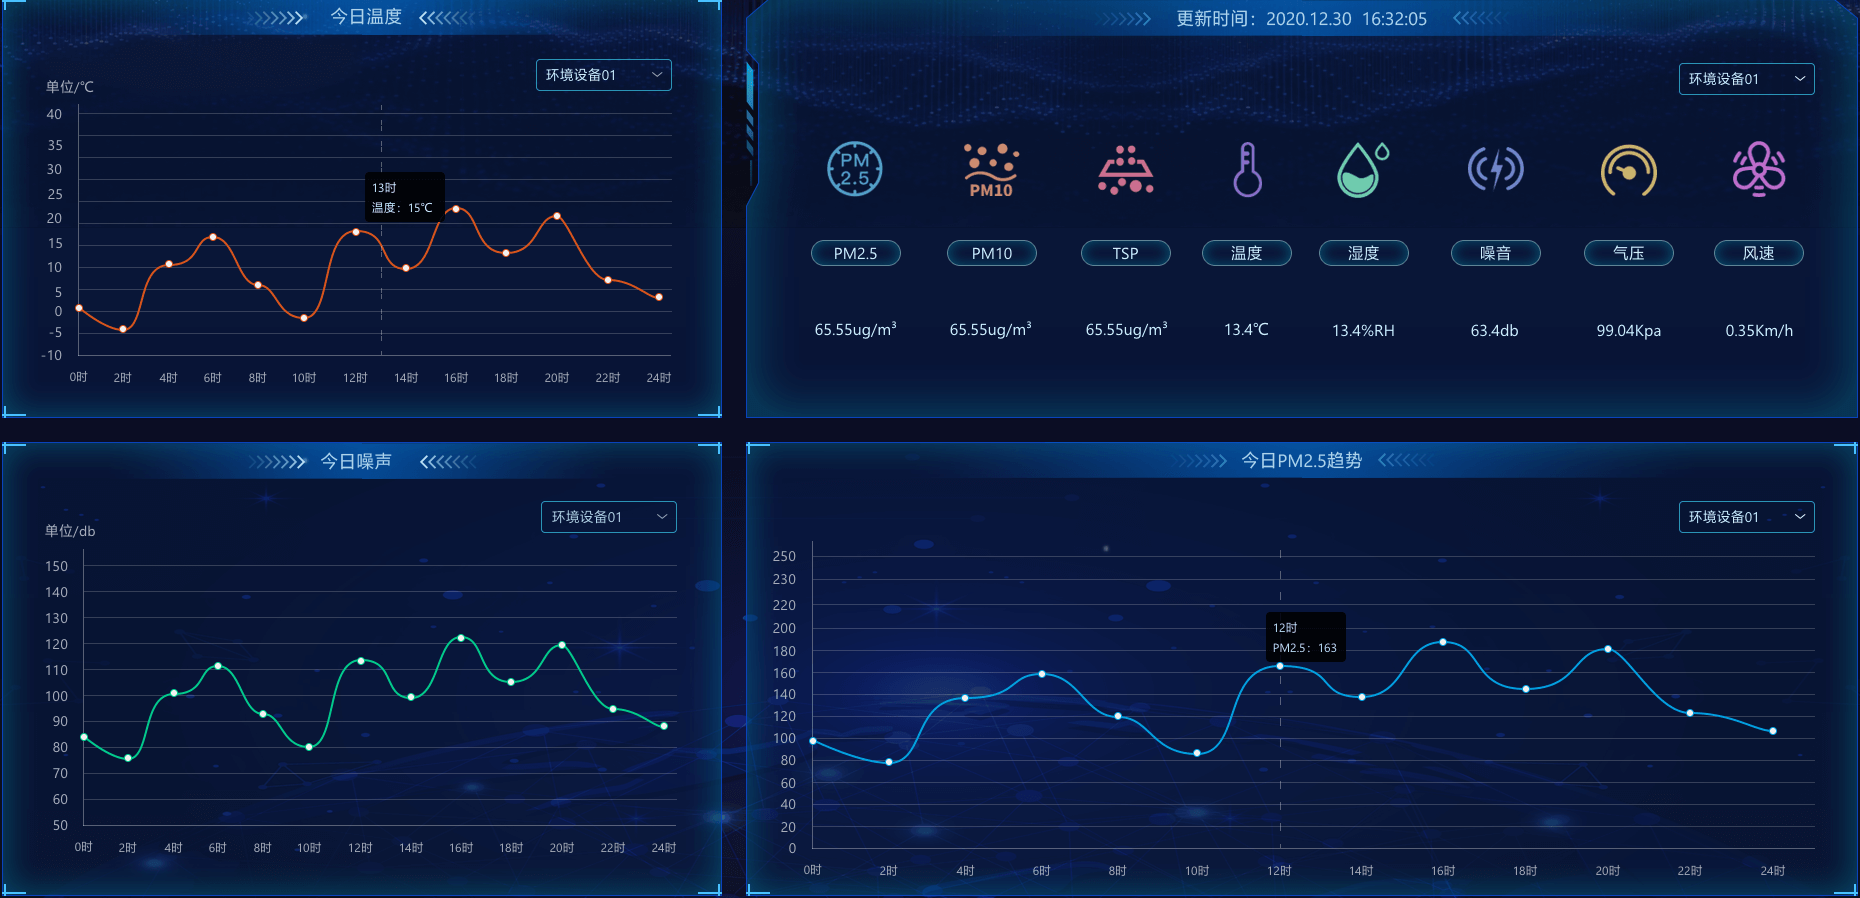 今日温度
环境设备01
单位/℃
40
35
30
25
20
15
10
5
0
-5
-10
13时
温度：15℃
0时 2时 4时 6时 8时 10时 12时 14时 16时 18时 20时 22时 24时
更新时间：2020.12.30 16:32:05
环境设备01
PM 2.5
PM10
PM2.5 PM10 TSP 温度 湿度 噪音 气压 风速
65.55ug/m³ 65.55ug/m³ 65.55ug/m³ 13.4℃ 13.4%RH 63.4db 99.04Kpa 0.35Km/h
今日噪声
环境设备01
单位/db
150
140
130
120
110
100
90
80
70
60
50
0时 2时 4时 6时 8时 10时 12时 14时 16时 18时 20时 22时 24时
今日PM2.5趋势
环境设备01
250
230
220
200
180
160
140
120
100
80
60
40
20
0
12时
PM2.5：163
0时 2时 4时 6时 8时 10时 12时 14时 16时 18时 20时 22时 24时